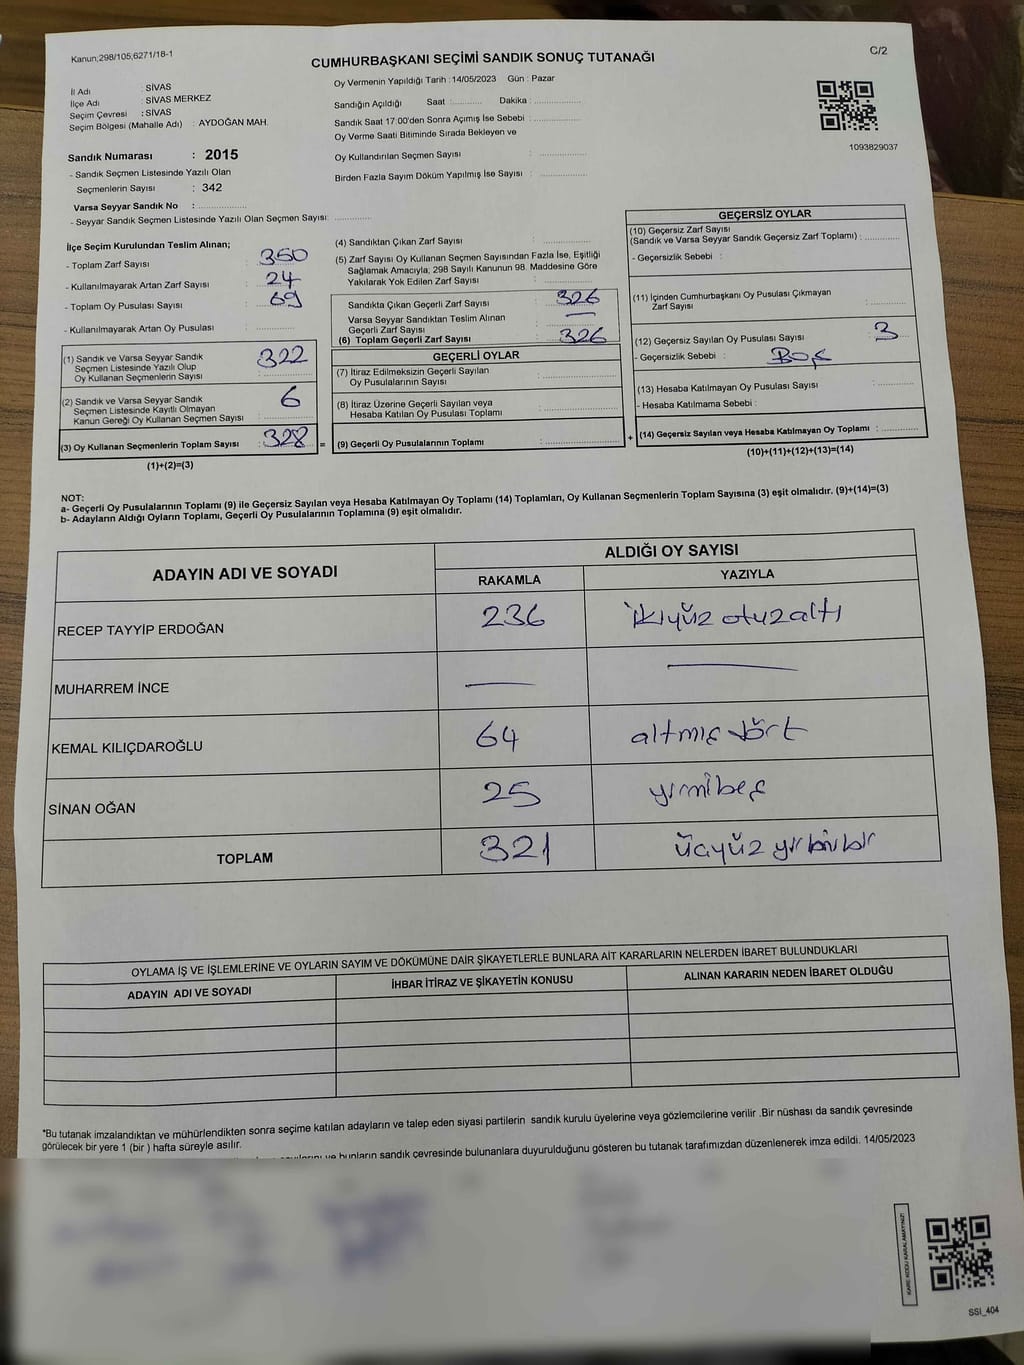 Kanun;298/105;6271/18-1
C/2
CUMHURBAŞKANI SEÇİMİ SANDIK SONUÇ TUTANAĞI
İl Adı : SİVAS
İlçe Adı : SİVAS MERKEZ
Seçim Çevresi : SİVAS
Seçim Bölgesi (Mahalle Adı) : AYDOĞAN MAH.
Sandık Numarası : 2015
- Sandık Seçmen Listesinde Yazılı Olan
Seçmenlerin Sayısı : 342
Varsa Seyyar Sandık No :
- Seyyar Sandık Seçmen Listesinde Yazılı Olan Seçmen Sayısı:
Oy Vermenin Yapıldığı Tarih : 14/05/2023 Gün : Pazar
Sandığın Açıldığı Saat : Dakika :
Sandık Saat 17:00'den Sonra Açımış İse Sebebi :
Oy Verme Saati Bitiminde Sırada Bekleyen ve
Oy Kullandırılan Seçmen Sayısı :
Birden Fazla Sayım Döküm Yapılmış İse Sayısı :
1093829037
İlçe Seçim Kurulundan Teslim Alınan;
- Toplam Zarf Sayısı : 350
- Kullanılmayarak Artan Zarf Sayısı : 24
- Toplam Oy Pusulası Sayısı : 69
- Kullanılmayarak Artan Oy Pusulası :
(1) Sandık ve Varsa Seyyar Sandık
Seçmen Listesinde Yazılı Olup
Oy Kullanan Seçmenlerin Sayısı : 322
(2) Sandık ve Varsa Seyyar Sandık
Seçmen Listesinde Kayıtlı Olmayan
Kanun Gereği Oy Kullanan Seçmen Sayısı : 6
(3) Oy Kullanan Seçmenlerin Toplam Sayısı : 328 =
(1)+(2)=(3)
(4) Sandıktan Çıkan Zarf Sayısı :
(5) Zarf Sayısı Oy Kullanan Seçmen Sayısından Fazla İse, Eşitliği
Sağlamak Amacıyla; 298 Sayılı Kanunun 98. Maddesine Göre
Yakılarak Yok Edilen Zarf Sayısı :
Sandıkta Çıkan Geçerli Zarf Sayısı : 326
Varsa Seyyar Sandıktan Teslim Alınan
Geçerli Zarf Sayısı : —
(6) Toplam Geçerli Zarf Sayısı : 326
GEÇERLİ OYLAR
(7) İtiraz Edilmeksizin Geçerli Sayılan
Oy Pusulalarının Sayısı :
(8) İtiraz Üzerine Geçerli Sayılan veya
Hesaba Katılan Oy Pusulası Toplamı :
(9) Geçerli Oy Pusulalarının Toplamı : +
GEÇERSİZ OYLAR
(10) Geçersiz Zarf Sayısı
(Sandık ve Varsa Seyyar Sandık Geçersiz Zarf Toplamı) :
- Geçersizlik Sebebi :
(11) İçinden Cumhurbaşkanı Oy Pusulası Çıkmayan
Zarf Sayısı :
(12) Geçersiz Sayılan Oy Pusulası Sayısı : 3
- Geçersizlik Sebebi : BOŞ
(13) Hesaba Katılmayan Oy Pusulası Sayısı :
- Hesaba Katılmama Sebebi :
(14) Geçersiz Sayılan veya Hesaba Katılmayan Oy Toplamı :
(10)+(11)+(12)+(13)=(14)
NOT:
a- Geçerli Oy Pusulalarının Toplamı (9) ile Geçersiz Sayılan veya Hesaba Katılmayan Oy Toplamı (14) Toplamları, Oy Kullanan Seçmenlerin Toplam Sayısına (3) eşit olmalıdır. (9)+(14)=(3)
b- Adayların Aldığı Oyların Toplamı, Geçerli Oy Pusulalarının Toplamına (9) eşit olmalıdır.
ADAYIN ADI VE SOYADI ALDIĞI OY SAYISI
RAKAMLA YAZIYLA
RECEP TAYYİP ERDOĞAN 236 ikiyüz otuzaltı
MUHARREM İNCE — —
KEMAL KILIÇDAROĞLU 64 altmış dört
SİNAN OĞAN 25 yirmibeş
TOPLAM 321 üçyüz
OYLAMA İŞ VE İŞLEMLERİNE VE OYLARIN SAYIM VE DÖKÜMÜNE DAİR ŞİKAYETLERLE BUNLARA AİT KARARLARIN NELERDEN İBARET BULUNDUKLARI
ADAYIN ADI VE SOYADI İHBAR İTİRAZ VE ŞİKAYETİN KONUSU ALINAN KARARIN NEDEN İBARET OLDUĞU
*Bu tutanak imzalandıktan ve mühürlendikten sonra seçime katılan adayların ve talep eden siyasi partilerin sandık kurulu üyelerine veya gözlemcilerine verilir .Bir nüshası da sandık çevresinde
görülecek bir yere 1 (bir ) hafta süreyle asılır.
ve bunların sandık çevresinde bulunanlara duyurulduğunu gösteren bu tutanak tarafımızdan düzenlenerek imza edildi. 14/05/2023
KARE KODU KARALAMAYINIZ!
SSI_404